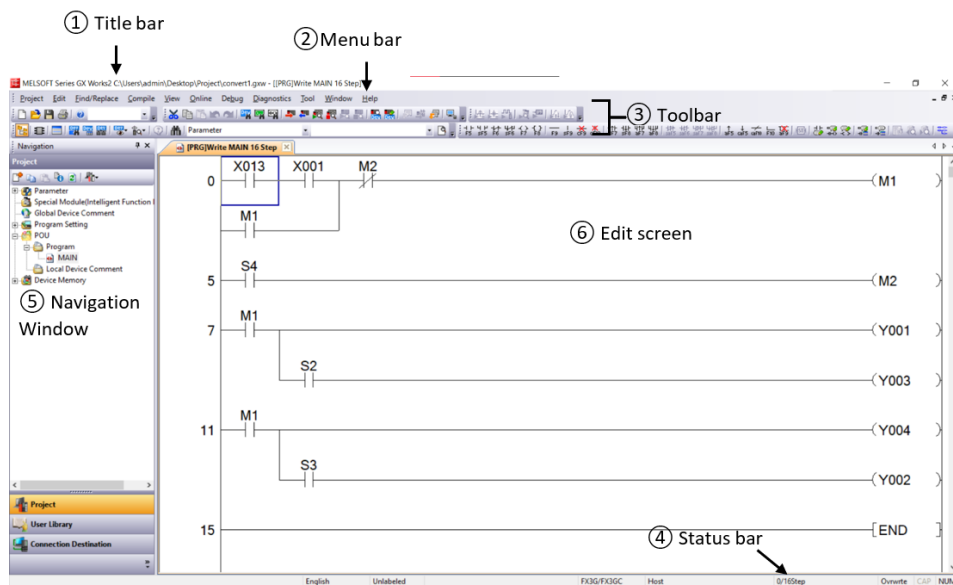 ① Title bar
② Menu bar
MELSOFT Series GX Works2 C:\Users\admin\Desktop\Project\convert1.gxw - [[PRG]Write MAIN 16 Step]
Project Edit Find/Replace Compile View Online Debug Diagnostics Tool Window Help
③ Toolbar
Parameter
Navigation
[PRG]Write MAIN 16 Step
Project
Parameter
Special Module(Intelligent Function
Global Device Comment
Program Setting
POU
Program
MAIN
Local Device Comment
Device Memory
⑤ Navigation
Window
X013 X001 M2
0 (M1 )
M1
⑥ Edit screen
S4
5 (M2 )
M1
7 (Y001 )
S2
(Y003 )
M1
11 (Y004 )
S3
(Y002 )
15 [END ]
④ Status bar
Project
User Library
Connection Destination
English Unlabeled FX3G/FX3GC Host 0/16Step Ovrwrte CAP NUM